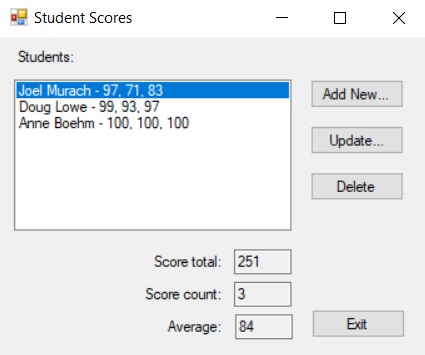 Student Scores
Students:
Joel Murach - 97, 71, 83
Doug Lowe - 99, 93, 97
Anne Boehm - 100, 100, 100
Add New...
Update...
Delete
Score total: 251
Score count: 3
Average: 84
Exit